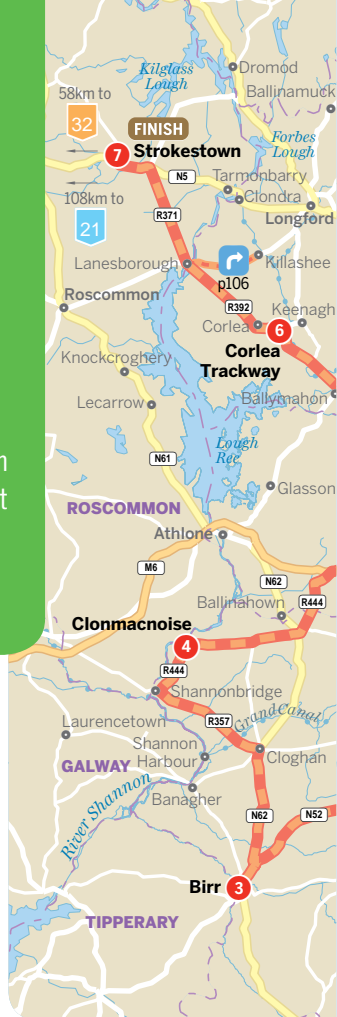 Dromod
Kilglass
Lough
Ballinamuck
58km to
32
FINISH
Forbes
Lough
7
Strokestown
N5
Tarmonbarry
Clondra
108km to
21
R371
Longford
Lanesborough
Killashee
p106
Roscommon
R392
Keenagh
Corlea
6
Corlea
Trackway
Knockcroghery
Ballymahon
Lecarrow
Lough
Ree
N61
Glasson
ROSCOMMON
Athlone
M6
N62
Ballinahown
R444
Clonmacnoise
4
R444
Shannonbridge
R357
Grand Canal
Laurencetown
Shannon
Harbour
GALWAY
Cloghan
River Shannon
Banagher
N62
N52
Birr
3
TIPPERARY